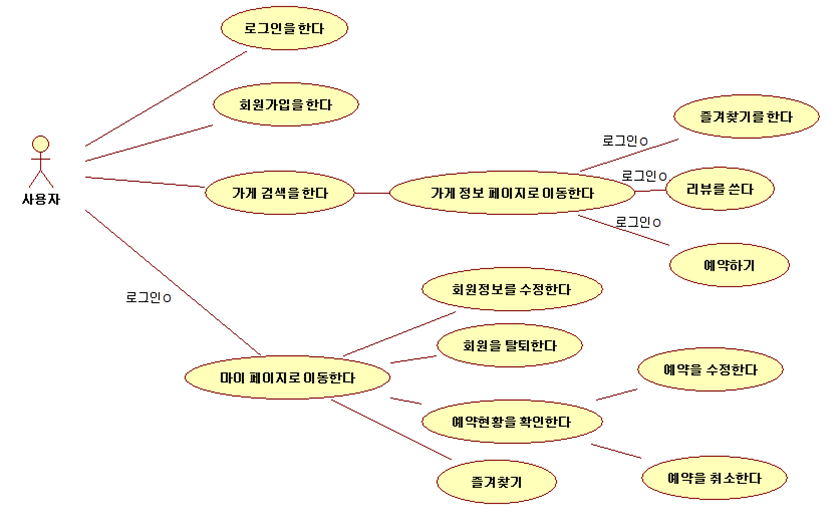 로그인을 한다
회원가입을 한다
사용자
가게 검색을 한다
가게 정보 페이지로 이동한다
로그인o
즐겨찾기를 한다
로그인o
리뷰를 쓴다
로그인o
예약하기
로그인o
마이 페이지로 이동한다
회원정보를 수정한다
회원을 탈퇴한다
예약현황을 확인한다
예약을 수정한다
예약을 취소한다
즐겨찾기